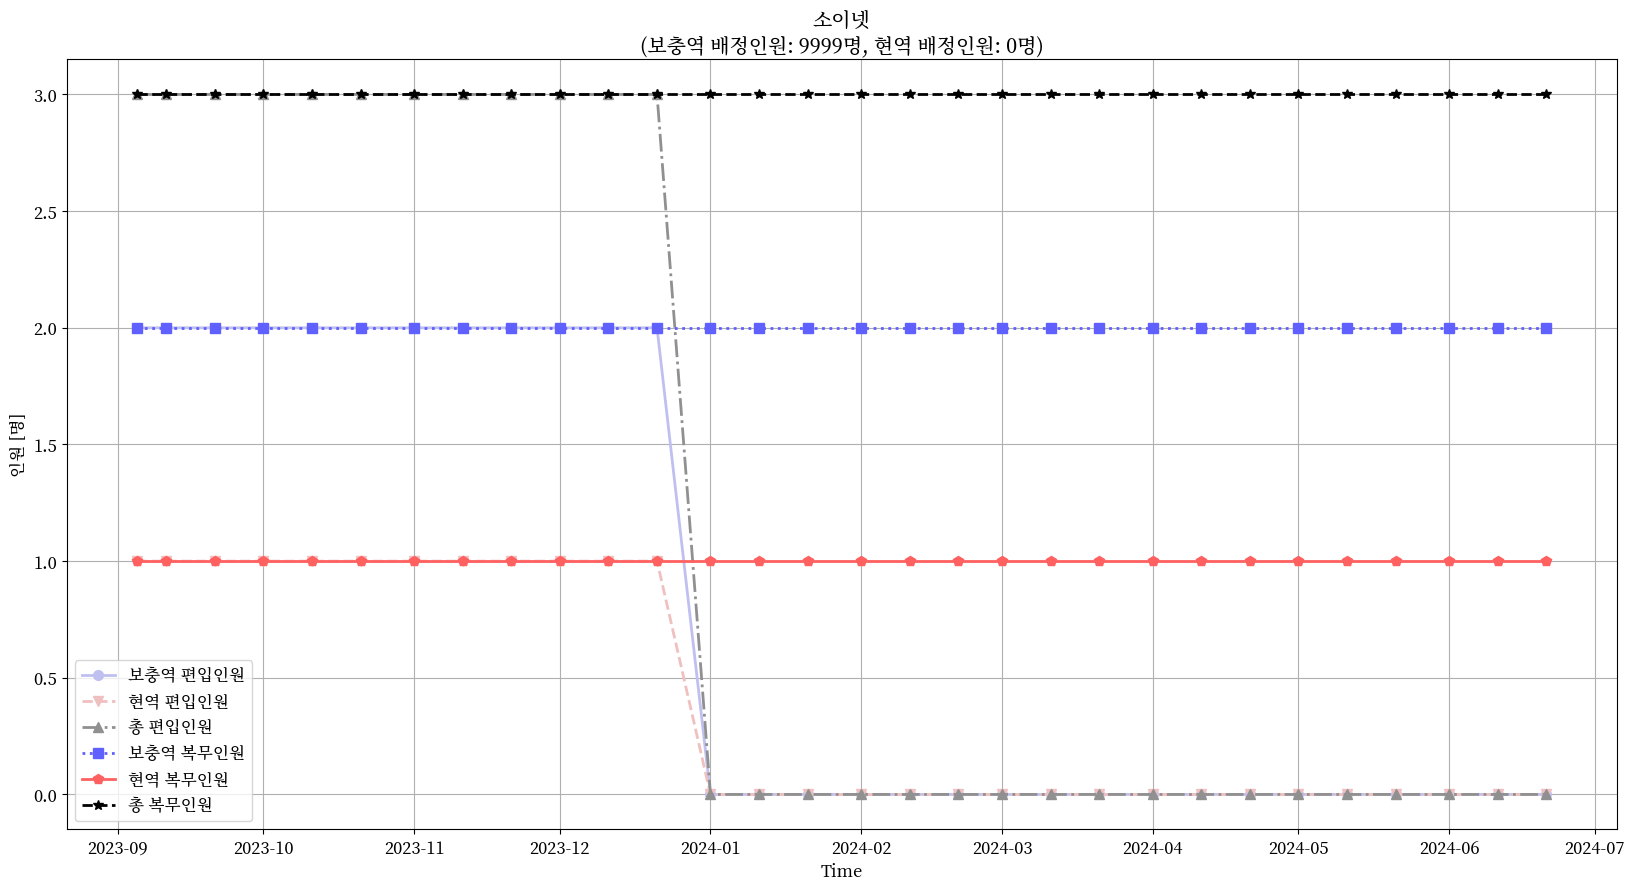 소이넷
(보충역 배정인원: 9999명, 현역 배정인원: 0명)
3.0
2.5
2.0
1.5
1.0
0.5
0.0
인원 [명]
보충역 편입인원
현역 편입인원
총 편입인원
보충역 복무인원
현역 복무인원
총 복무인원
2023-09 2023-10 2023-11 2023-12 2024-01 2024-02 2024-03 2024-04 2024-05 2024-06 2024-07
Time